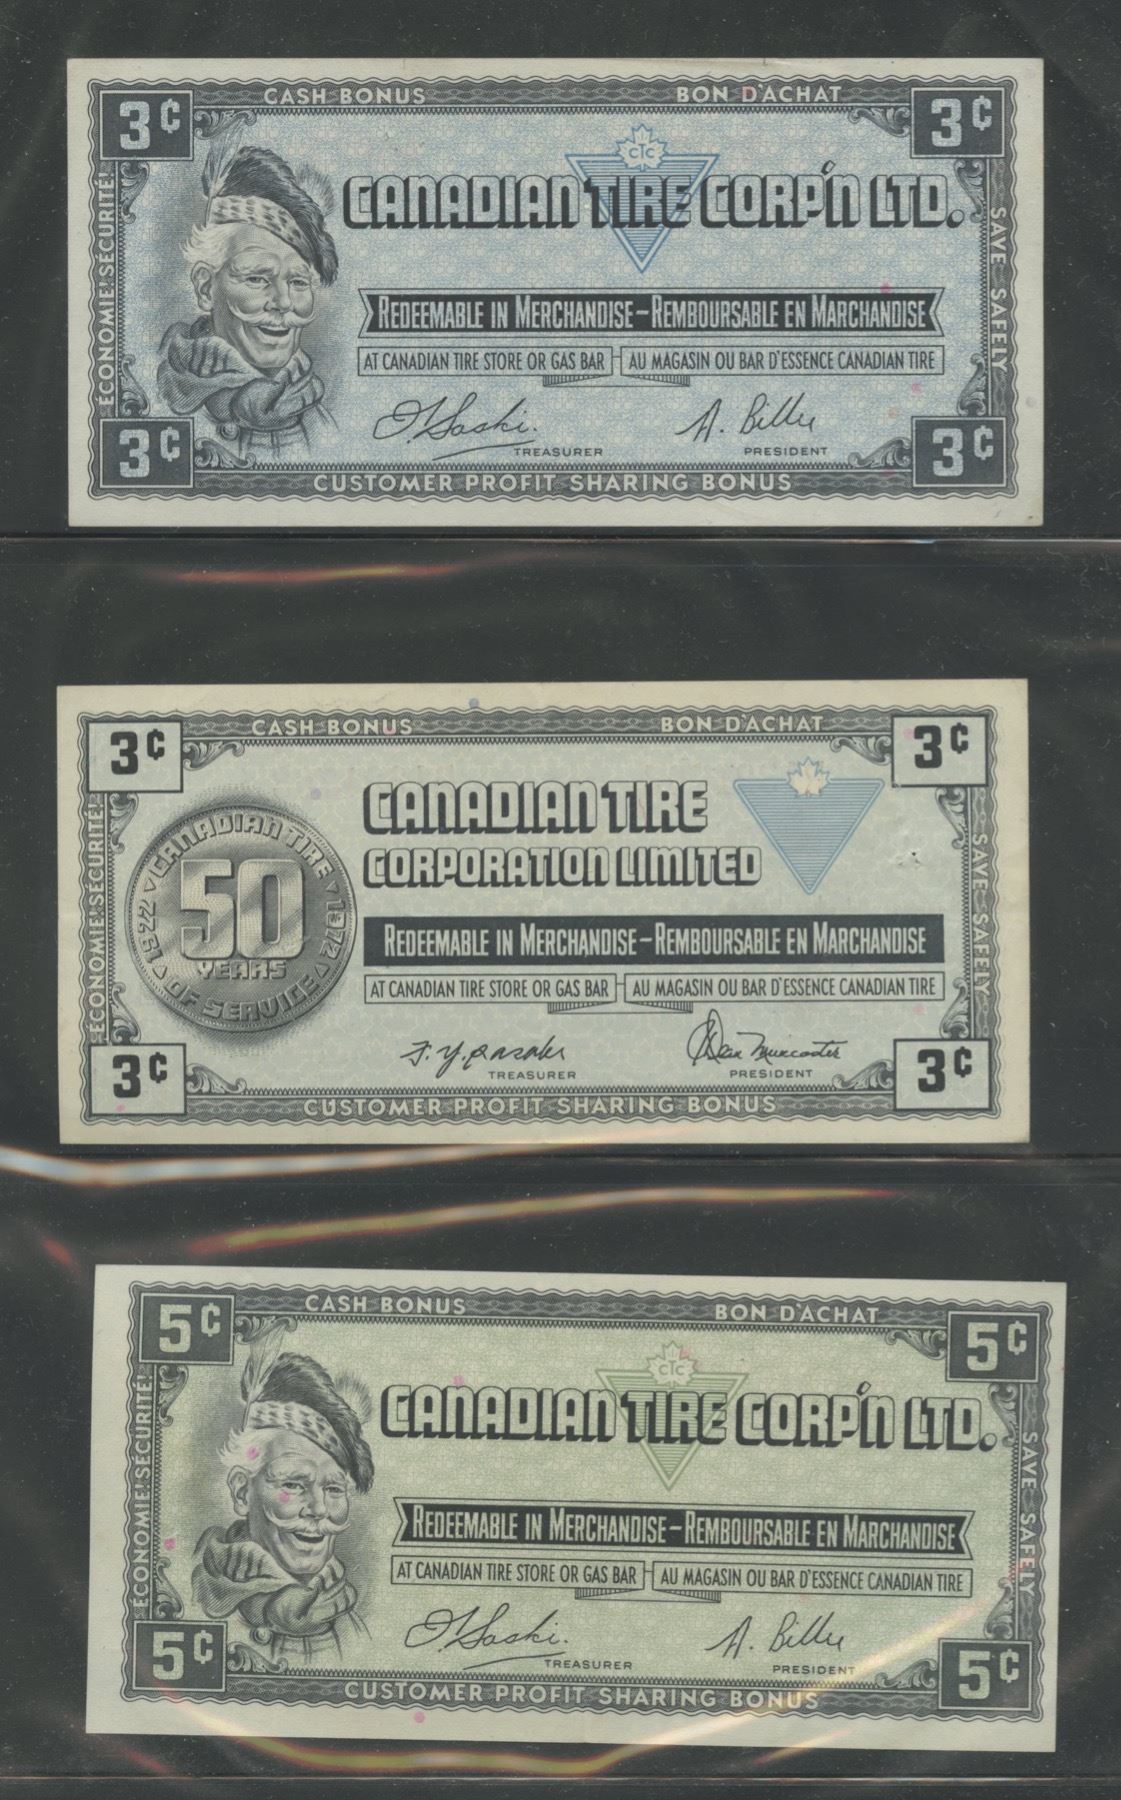 CASH BONUS BON D'ACHAT
3¢ 3¢
CTC
CANADIAN TIRE CORP'N LTD.
ÉCONOMIE! SÉCURITÉ!
SAVE-SAFELY
REDEEMABLE IN MERCHANDISE-REMBOURSABLE EN MARCHANDISE
AT CANADIAN TIRE STORE OR GAS BAR AU MAGASIN OU BAR D'ESSENCE CANADIAN TIRE
TREASURER PRESIDENT
3¢ 3¢
CUSTOMER PROFIT SHARING BONUS
CASH BONUS BON D'ACHAT
3¢ 3¢
CANADIAN TIRE
CORPORATION LIMITED
CANADIAN TIRE
50
YEARS
OF SERVICE
1922 1972
ÉCONOMIE! SÉCURITÉ!
SAVE-SAFELY
REDEEMABLE IN MERCHANDISE-REMBOURSABLE EN MARCHANDISE
AT CANADIAN TIRE STORE OR GAS BAR AU MAGASIN OU BAR D'ESSENCE CANADIAN TIRE
Dean Muncaster
TREASURER PRESIDENT
3¢ 3¢
CUSTOMER PROFIT SHARING BONUS
CASH BONUS BON D'ACHAT
5¢ 5¢
CTC
CANADIAN TIRE CORP'N LTD.
ÉCONOMIE! SÉCURITÉ!
SAVE-SAFELY
REDEEMABLE IN MERCHANDISE-REMBOURSABLE EN MARCHANDISE
AT CANADIAN TIRE STORE OR GAS BAR AU MAGASIN OU BAR D'ESSENCE CANADIAN TIRE
TREASURER PRESIDENT
5¢ 5¢
CUSTOMER PROFIT SHARING BONUS